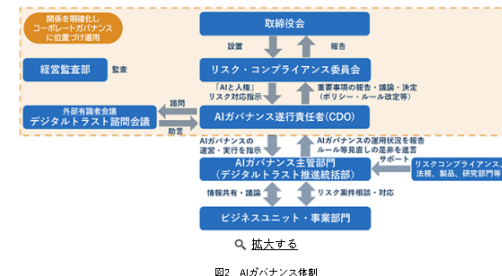 関係を明確化し
コーポレートガバナンス
に位置づけ運用
取締役会
設置
報告
経営監査部
監査
リスク・コンプライアンス委員会
「AIと人権」
リスク対応指示
重要事項の報告・議論・決定
(ポリシー・ルール改定等)
外部有識者会議
デジタルトラスト諮問会議
諮問
助言
AIガバナンス遂行責任者(CDO)
AIガバナンスの
運営・実行を指示
AIガバナンスの運用状況を報告
ルール等見直しの是非を進言
AIガバナンス主管部門
(デジタルトラスト推進統括部)
サポート
リスクコンプライアンス、
法務、製品、研究部門等
情報共有・議論
リスク案件相談・対応
ビジネスユニット・事業部門
拡大する
図2 AIガバナンス体制